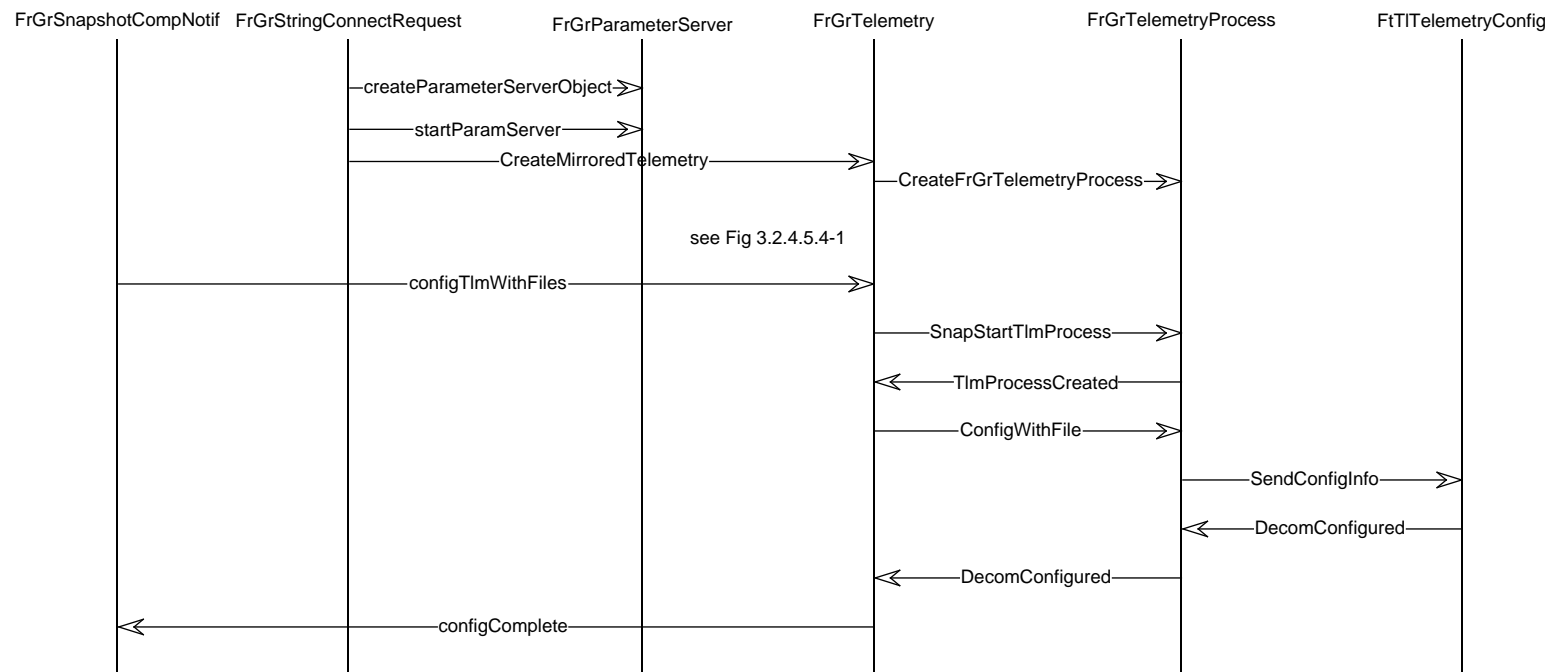 FrGrSnapshotCompNotif FrGrStringConnectRequest FrGrParameterServer FrGrTelemetry FrGrTelemetryProcess FtTlTelemetryConfig
createParameterServerObject
startParamServer
CreateMirroredTelemetry
CreateFrGrTelemetryProcess
see Fig 3.2.4.5.4-1
configTlmWithFiles
SnapStartTlmProcess
TlmProcessCreated
ConfigWithFile
SendConfigInfo
DecomConfigured
DecomConfigured
configComplete